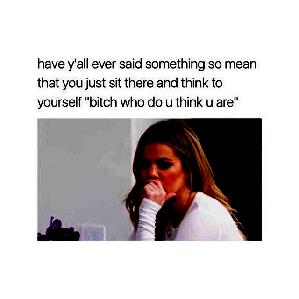 have y'all ever said something so mean
that you just sit there and think to
yourself "bitch who do u think u are"